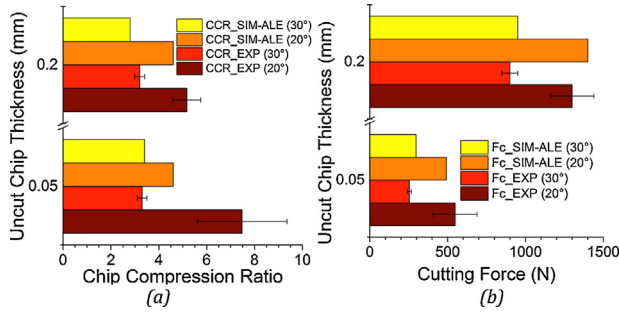 (a)
CCR_SIM-ALE (30°)
CCR_SIM-ALE (20°)
CCR_EXP (30°)
CCR_EXP (20°)
Uncut Chip Thickness (mm)
0.2
0.05
0 2 4 6 8 10
Chip Compression Ratio
(a)
b)
Fc_SIM-ALE (30°)
Fc_SIM-ALE (20°)
Fc_EXP (30°)
Fc_EXP (20°)
Uncut Chip Thickness (mm)
0.2
0.05
0 500 1000 1500
Cutting Force (N)
(b)